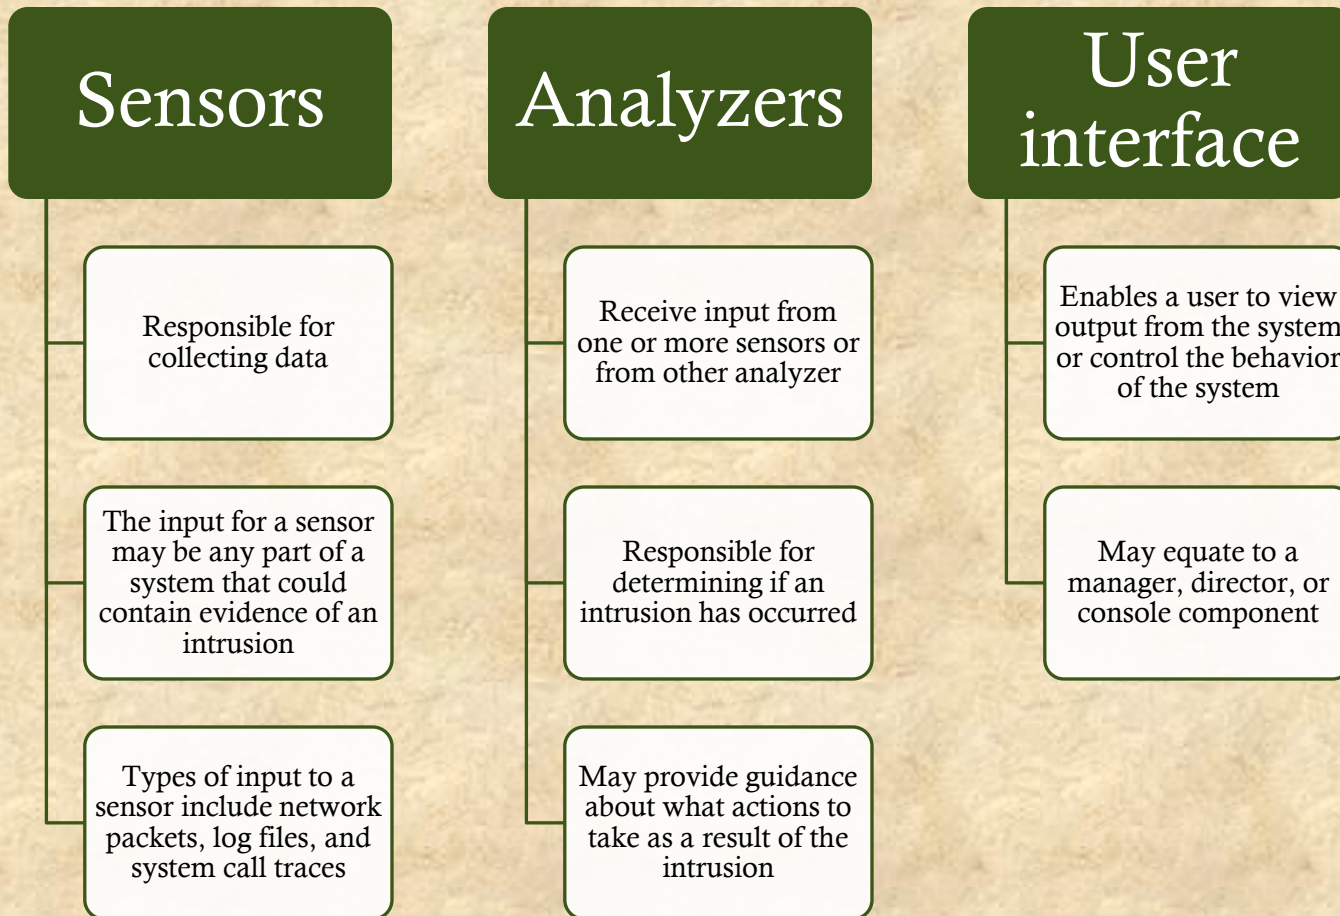 Sensors
Responsible for
collecting data
The input for a sensor
may be any part of a
system that could
contain evidence of an
intrusion
Types of input to a
sensor include network
packets, log files, and
system call traces
Analyzers
Receive input from
one or more sensors or
from other analyzer
Responsible for
determining if an
intrusion has occurred
May provide guidance
about what actions to
take as a result of the
intrusion
User
interface
Enables a user to view
output from the system
or control the behavior
of the system
May equate to a
manager, director, or
console component